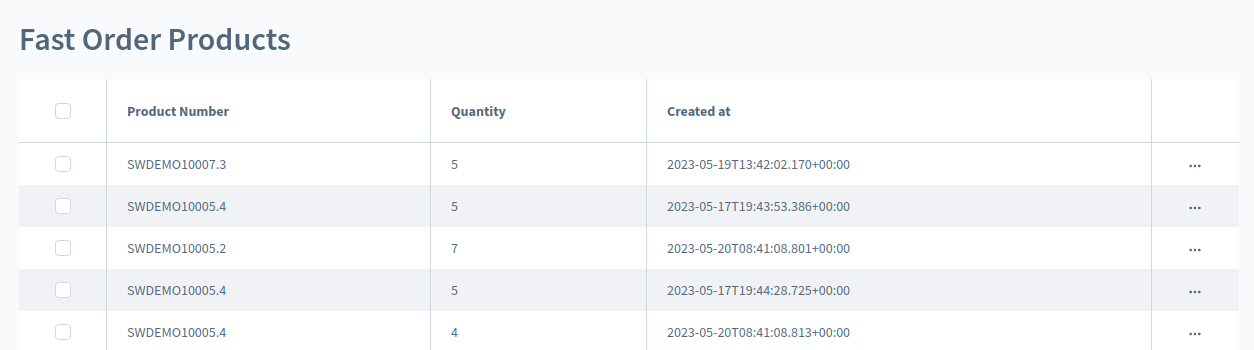 Fast Order Products
Product Number Quantity Created at
SWDEMO10007.3 5 2023-05-19T13:42:02.170+00:00 ...
SWDEMO10005.4 5 2023-05-17T19:43:53.386+00:00 ...
SWDEMO10005.2 7 2023-05-20T08:41:08.801+00:00 ...
SWDEMO10005.4 5 2023-05-17T19:44:28.725+00:00 ...
SWDEMO10005.4 4 2023-05-20T08:41:08.813+00:00 ...